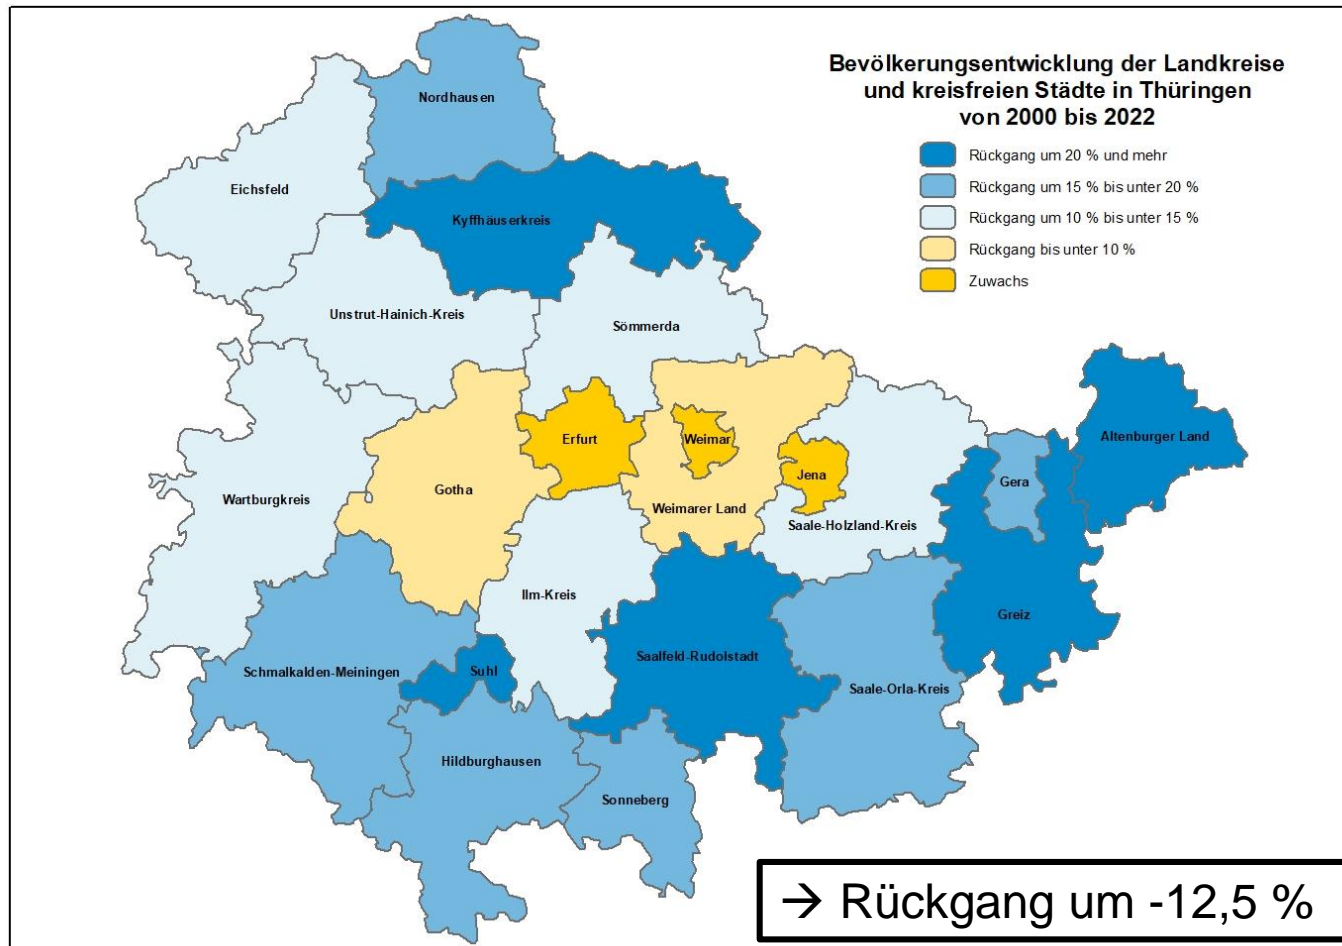 Bevölkerungsentwicklung der Landkreise
und kreisfreien Städte in Thüringen
von 2000 bis 2022
Rückgang um 20 % und mehr
Rückgang um 15 % bis unter 20 %
Rückgang um 10 % bis unter 15 %
Rückgang bis unter 10 %
Zuwachs
Nordhausen
Eichsfeld
Kyffhäuserkreis
Unstrut-Hainich-Kreis
Sömmerda
Altenburger Land
Erfurt
Weimar
Jena
Gera
Wartburgkreis
Gotha
Weimarer Land
Saale-Holzland-Kreis
Ilm-Kreis
Greiz
Saalfeld-Rudolstadt
Schmalkalden-Meiningen
Suhl
Saale-Orla-Kreis
Hildburghausen
Sonneberg
→ Rückgang um -12,5 %